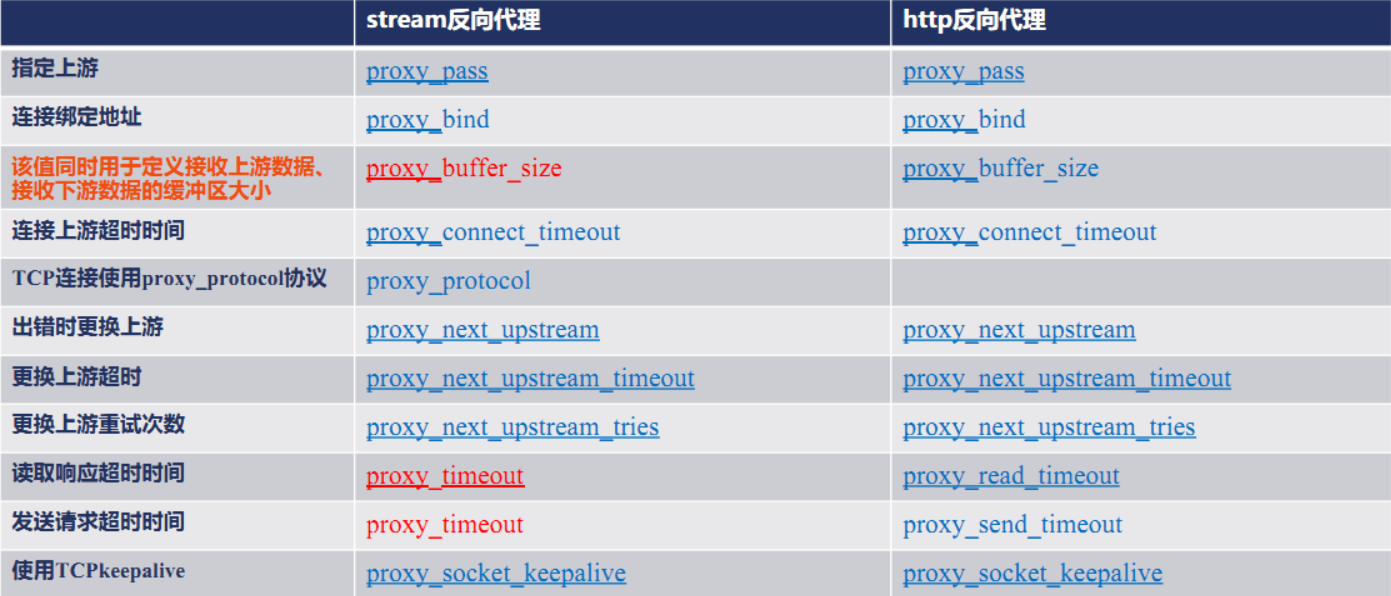 stream反向代理 http反向代理
指定上游 proxy_pass proxy_pass
连接绑定地址 proxy_bind proxy_bind
该值同时用于定义接收上游数据、
接收下游数据的缓冲区大小 proxy_buffer_size proxy_buffer_size
连接上游超时时间 proxy_connect_timeout proxy_connect_timeout
TCP连接使用proxy_protocol协议 proxy_protocol
出错时更换上游 proxy_next_upstream proxy_next_upstream
更换上游超时 proxy_next_upstream_timeout proxy_next_upstream_timeout
更换上游重试次数 proxy_next_upstream_tries proxy_next_upstream_tries
读取响应超时时间 proxy_timeout proxy_read_timeout
发送请求超时时间 proxy_timeout proxy_send_timeout
使用TCPkeepalive proxy_socket_keepalive proxy_socket_keepalive